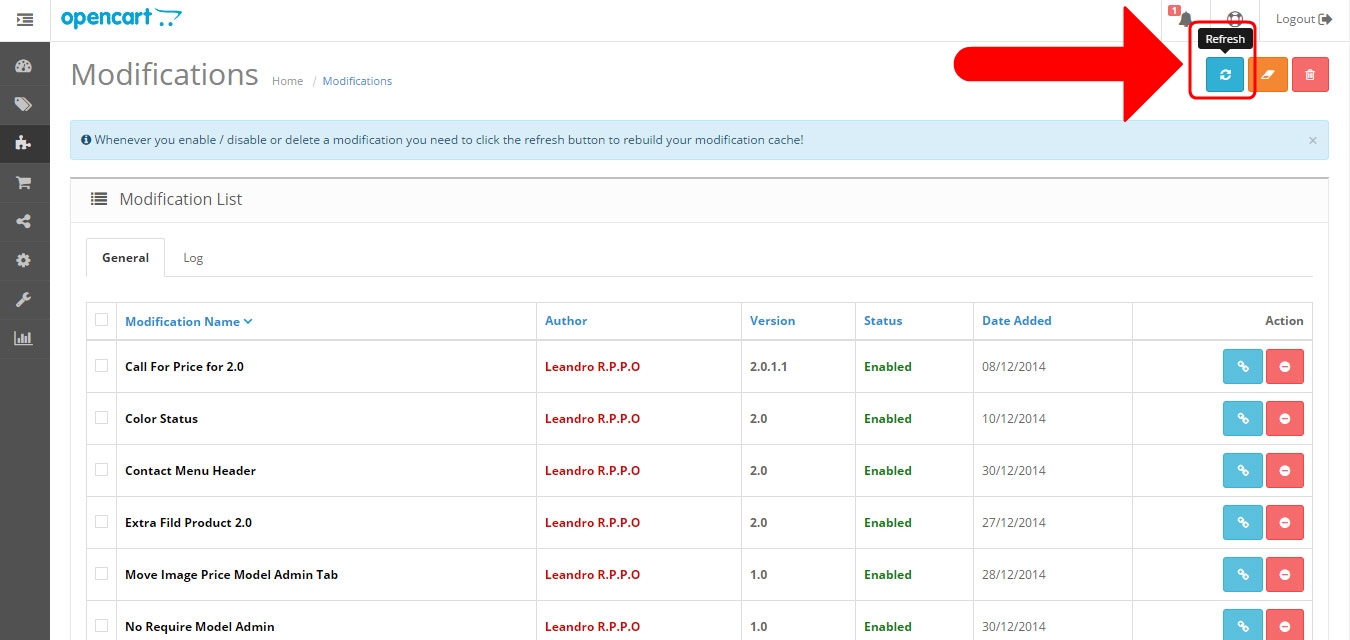 opencart
1
Logout
Refresh
Modifications
Home / Modifications
Whenever you enable / disable or delete a modification you need to click the refresh button to rebuild your modification cache! ×
Modification List
General Log
Modification Name Author Version Status Date Added Action
Call For Price for 2.0 Leandro R.P.P.O 2.0.1.1 Enabled 08/12/2014
Color Status Leandro R.P.P.O 2.0 Enabled 10/12/2014
Contact Menu Header Leandro R.P.P.O 2.0 Enabled 30/12/2014
Extra Fild Product 2.0 Leandro R.P.P.O 2.0 Enabled 27/12/2014
Move Image Price Model Admin Tab Leandro R.P.P.O 1.0 Enabled 28/12/2014
No Require Model Admin Leandro R.P.P.O 1.0 Enabled 30/12/2014